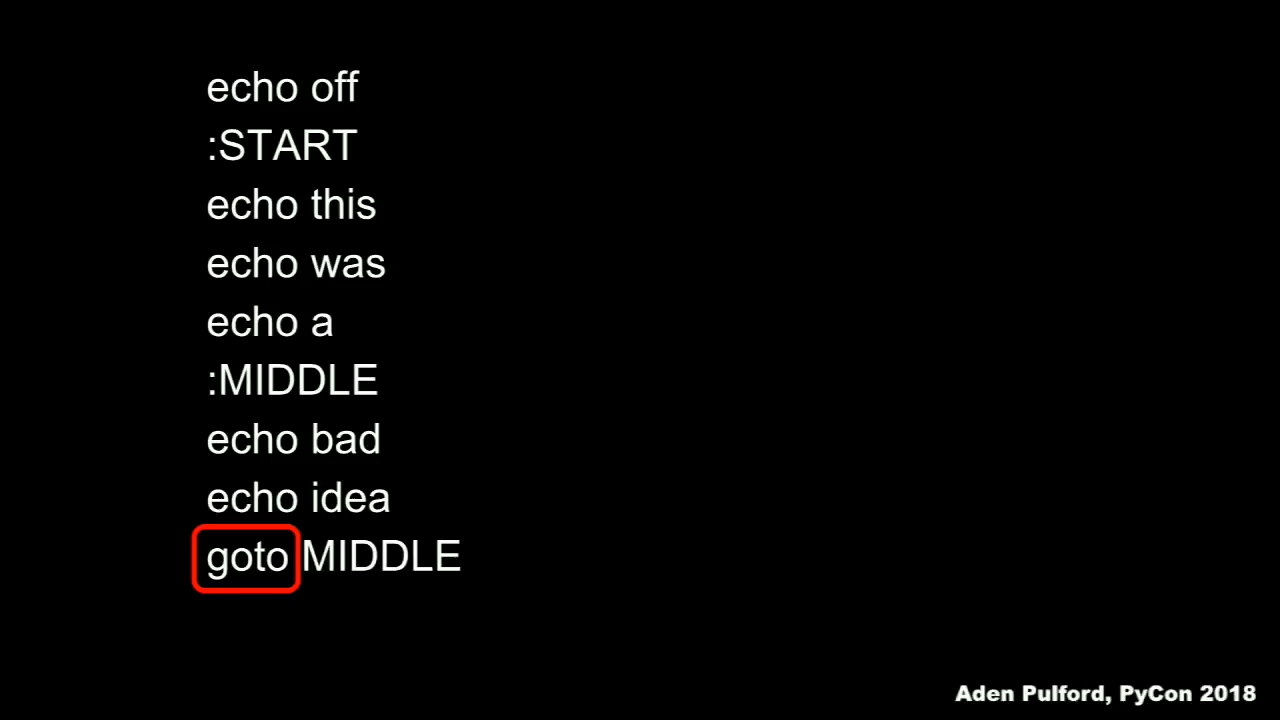 echo off
:START
echo this
echo was
echo a
:MIDDLE
echo bad
echo idea
goto MIDDLE
Aden Pulford, PyCon 2018